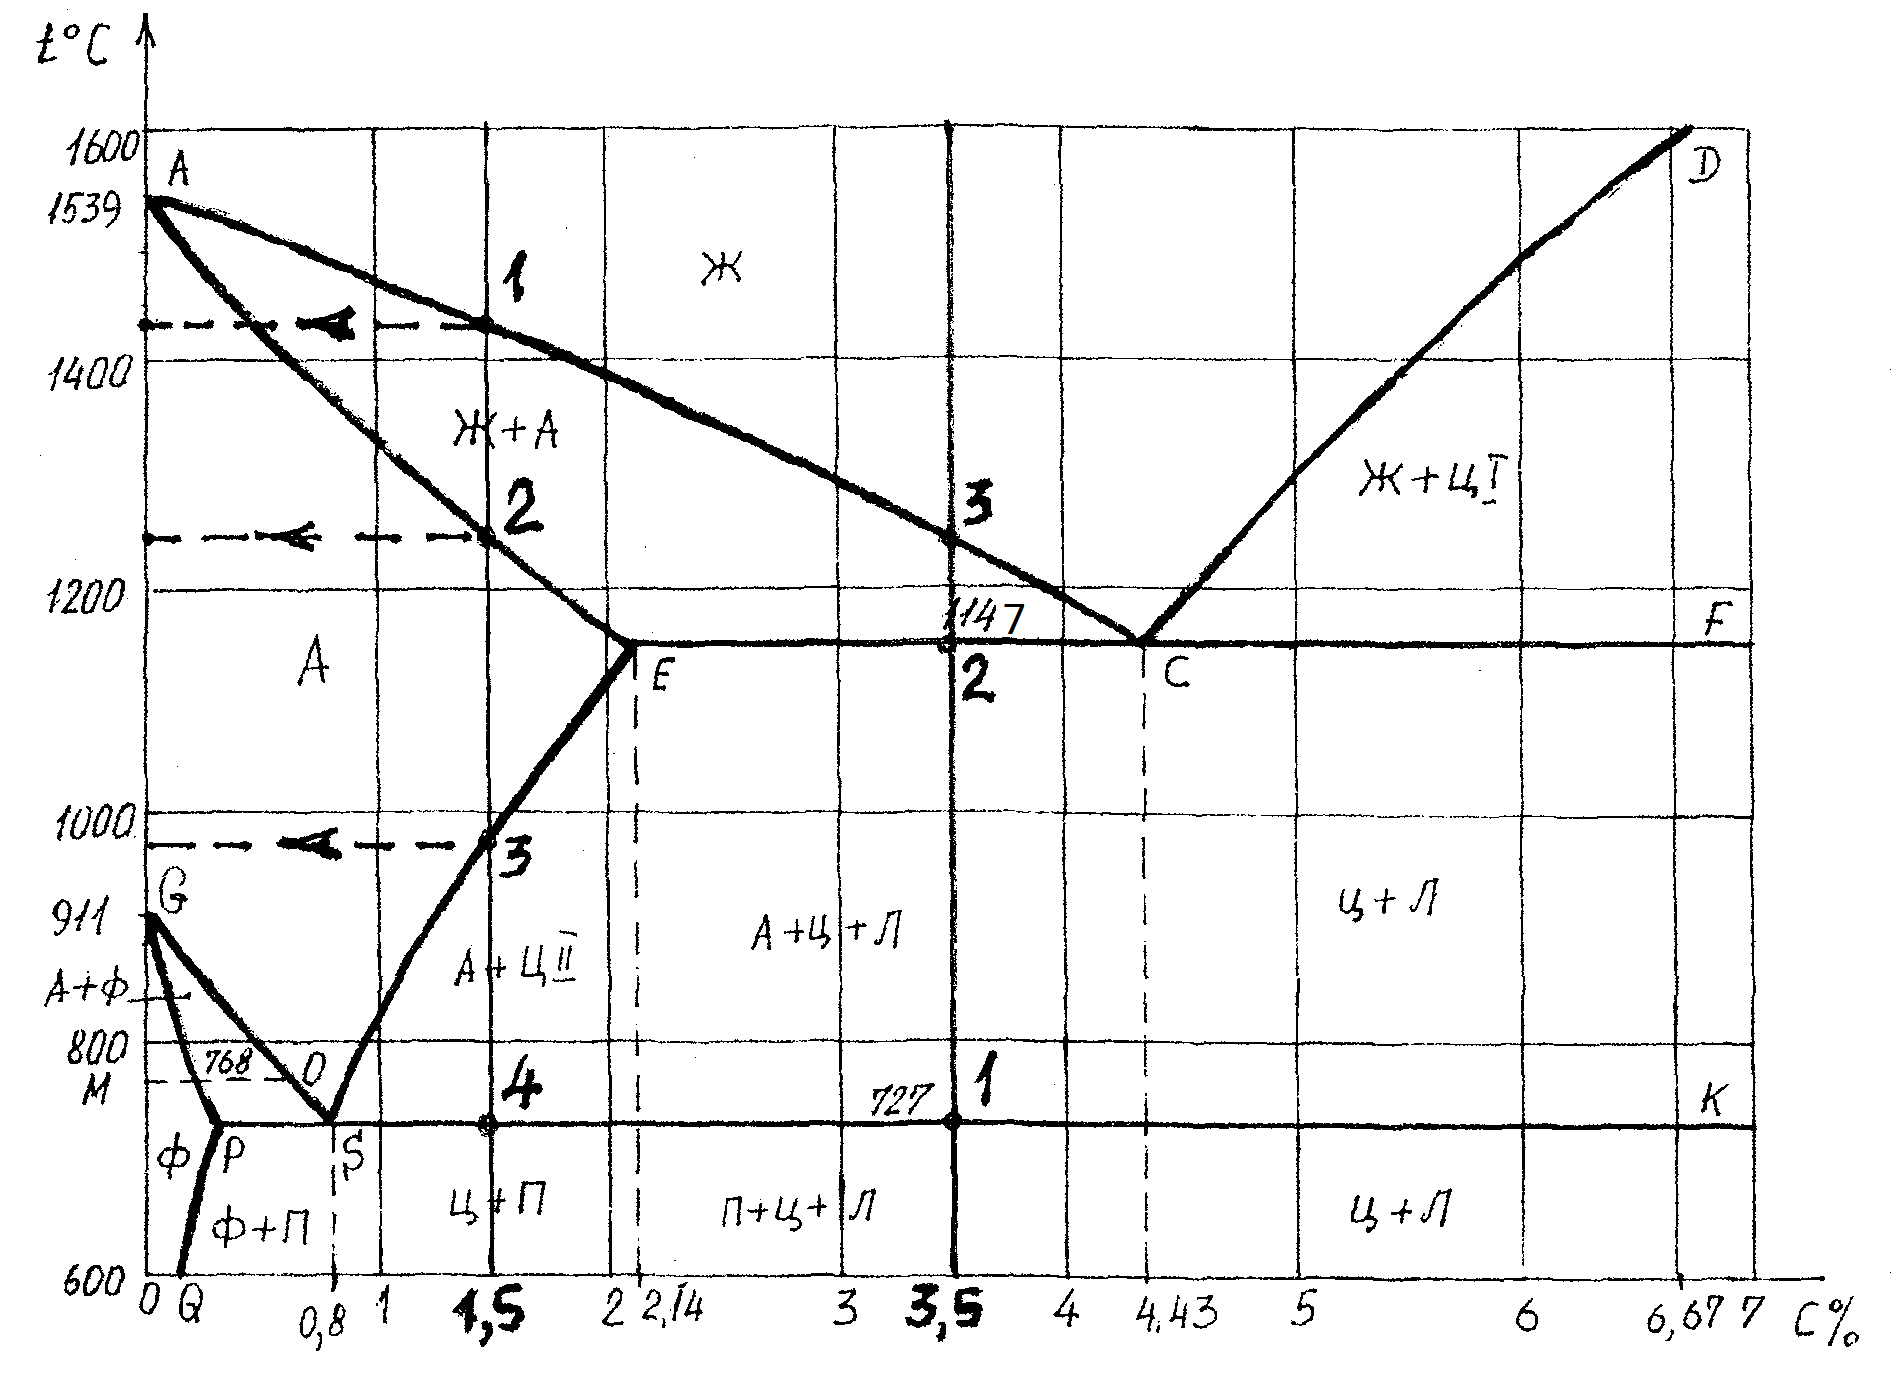 t°C
1600
A
D
1539
1
Ж
1400
Ж+А
Ж+ЦI
2
3
1200
1147
F
А
E
2
C
1000
3
G
911
А+ЦII
А+Ц+Л
Ц+Л
А+Ф
800
768
O
4
1
M
727
K
Ф
P
S
Ф+П
Ц+П
П+Ц+Л
Ц+Л
600
0 Q 0,8 1 1,5 2 2,14 3 3,5 4 4,43 5 6 6,67 7 C%